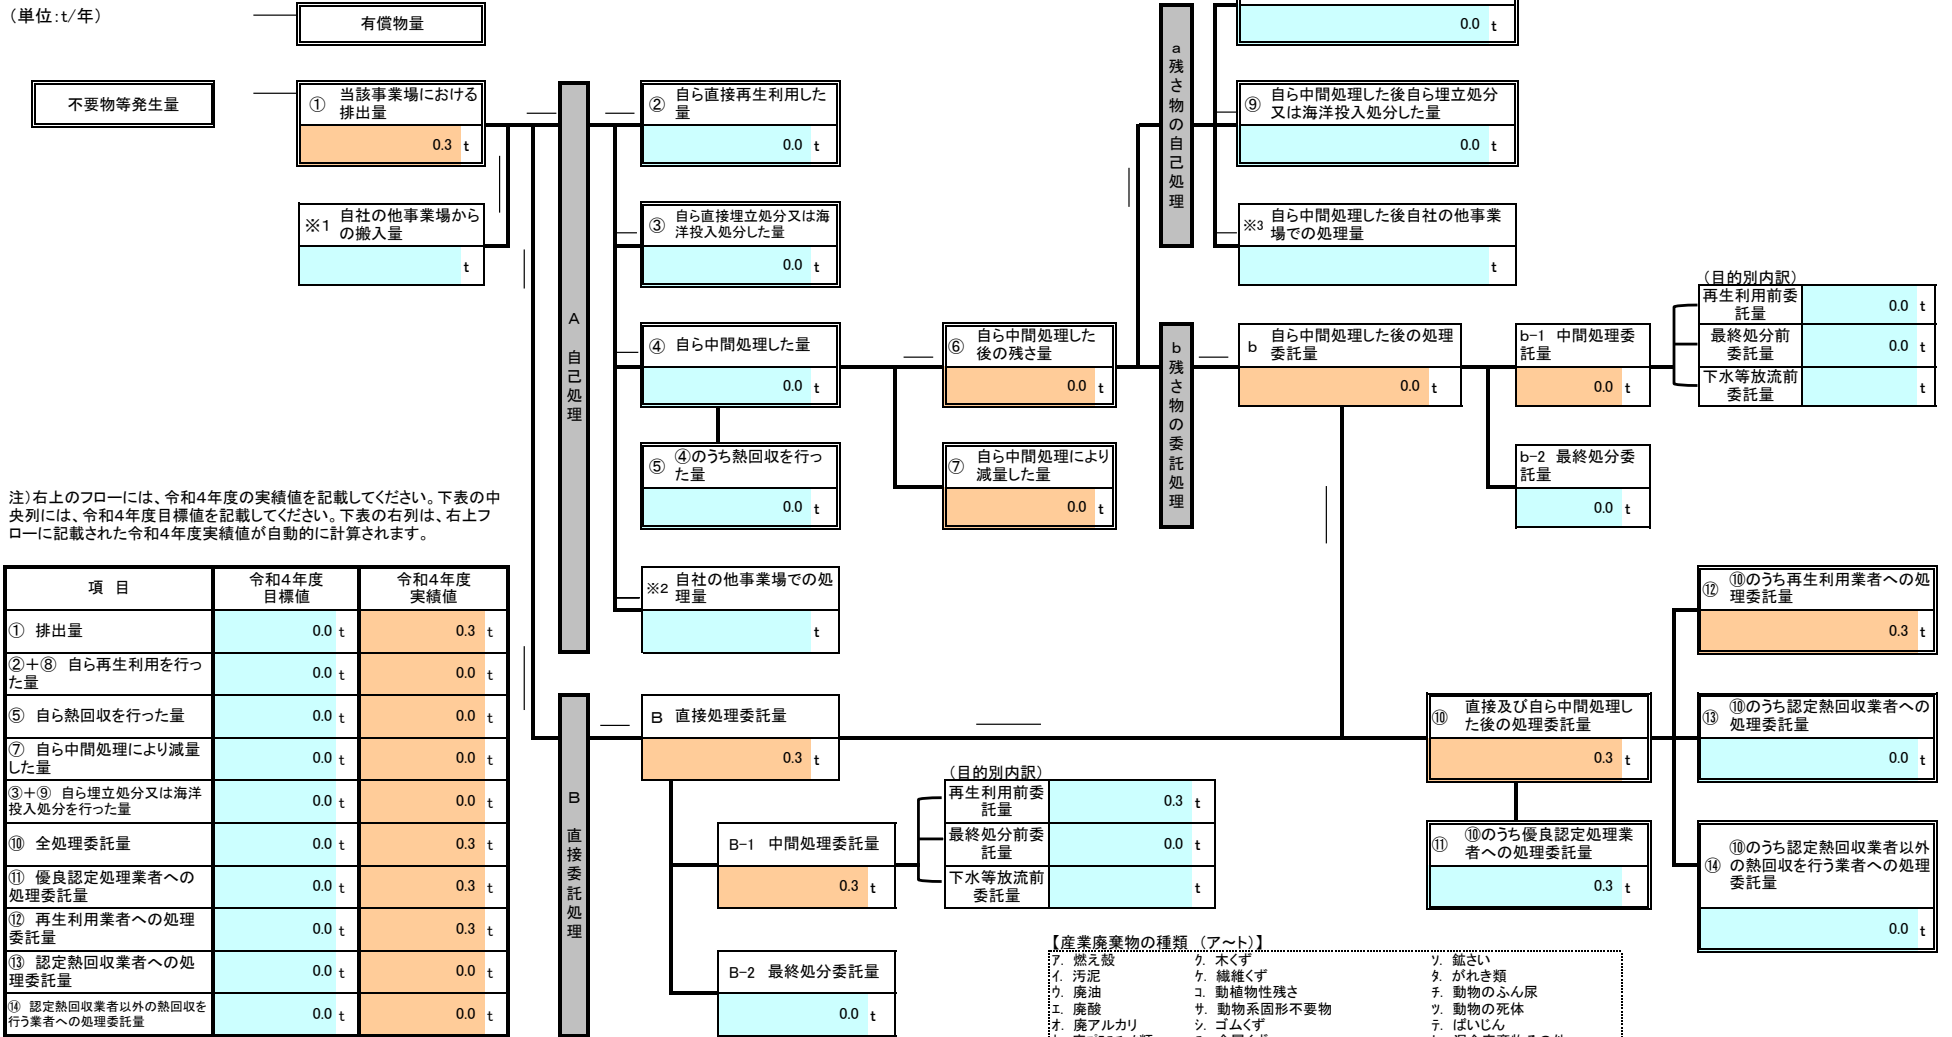 （単位：t/年）
有償物量
0.0 t
不要物等発生量
① 当該事業場における
排出量
0.3 t
※1 自社の他事業場から
の搬入量
t
A 自己処理
② 自ら直接再生利用した
量
0.0 t
③ 自ら直接埋立処分又は海
洋投入処分した量
0.0 t
④ 自ら中間処理した量
0.0 t
⑤ ④のうち熱回収を行っ
た量
0.0 t
※2 自社の他事業場での処
理量
t
⑥ 自ら中間処理した
後の残さ量
0.0 t
⑦ 自ら中間処理により
減量した量
0.0 t
a残さ物の自己処理
⑨ 自ら中間処理した後自ら埋立処分
又は海洋投入処分した量
0.0 t
※3 自ら中間処理した後自社の他事業
場での処理量
t
b残さ物の委託処理
b 自ら中間処理した後の処理
委託量
0.0 t
b-1 中間処理委
託量
0.0 t
b-2 最終処分委
託量
0.0 t
（目的別内訳）
再生利用前委
託量
0.0 t
最終処分前
委託量
0.0 t
下水等放流前
委託量
t
注）右上のフローには、令和4年度の実績値を記載してください。下表の中
央列には、令和4年度目標値を記載してください。下表の右列は、右上フ
ローに記載された令和4年度実績値が自動的に計算されます。
項 目
令和4年度
目標値
令和4年度
実績値
① 排出量 0.0 t 0.3 t
②＋⑧ 自ら再生利用を行っ
た量 0.0 t 0.0 t
⑤ 自ら熱回収を行った量 0.0 t 0.0 t
⑦ 自ら中間処理により減量
した量 0.0 t 0.0 t
③＋⑨ 自ら埋立処分又は海洋
投入処分を行った量 0.0 t 0.0 t
⑩ 全処理委託量 0.0 t 0.3 t
⑪ 優良認定処理業者への
処理委託量 0.0 t 0.3 t
⑫ 再生利用業者への処理
委託量 0.0 t 0.3 t
⑬ 認定熱回収業者への処
理委託量 0.0 t 0.0 t
⑭ 認定熱回収業者以外の熱回収を
行う業者への処理委託量 0.0 t 0.0 t
B 直接委託処理
B 直接処理委託量
0.3 t
B-1 中間処理委託量
0.3 t
B-2 最終処分委託量
0.0 t
（目的別内訳）
再生利用前委
託量
0.3 t
最終処分前委
託量
0.0 t
下水等放流前
委託量
t
⑩ 直接及び自ら中間処理し
た後の処理委託量
0.3 t
⑪ ⑩のうち優良認定処理業
者への処理委託量
0.3 t
⑫ ⑩のうち再生利用業者への処
理委託量
0.3 t
⑬ ⑩のうち認定熱回収業者への
処理委託量
0.0 t
⑭ ⑩のうち認定熱回収業者以外
の熱回収を行う業者への処理
委託量
0.0 t
【産業廃棄物の種類 （ア～ト）】
ア. 燃え殻 ク. 木くず ソ. 鉱さい
イ. 汚泥 ケ. 繊維くず タ. がれき類
ウ. 廃油 コ. 動植物性残さ チ. 動物のふん尿
エ. 廃酸 サ. 動物系固形不要物 ツ. 動物の死体
オ. 廃アルカリ シ. ゴムくず テ. ばいじん